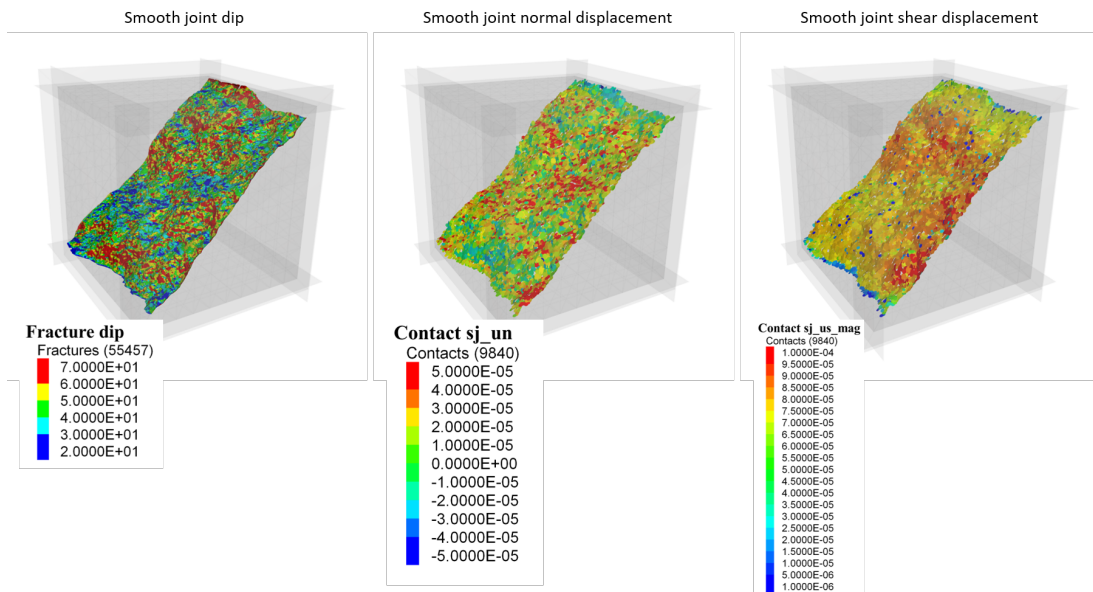 Smooth joint dip
Smooth joint normal displacement
Smooth joint shear displacement
Fracture dip
Fractures (55457)
7.0000E+01
6.0000E+01
5.0000E+01
4.0000E+01
3.0000E+01
2.0000E+01
Contact sj_un
Contacts (9840)
5.0000E-05
4.0000E-05
3.0000E-05
2.0000E-05
1.0000E-05
0.0000E+00
-1.0000E-05
-2.0000E-05
-3.0000E-05
-4.0000E-05
-5.0000E-05
Contact sj_us_mag
Contacts (9840)
1.0000E-04
9.5000E-05
9.0000E-05
8.5000E-05
8.0000E-05
7.5000E-05
7.0000E-05
6.5000E-05
6.0000E-05
5.5000E-05
5.0000E-05
4.5000E-05
4.0000E-05
3.5000E-05
3.0000E-05
2.5000E-05
2.0000E-05
1.5000E-05
1.0000E-05
5.0000E-06
1.0000E-06